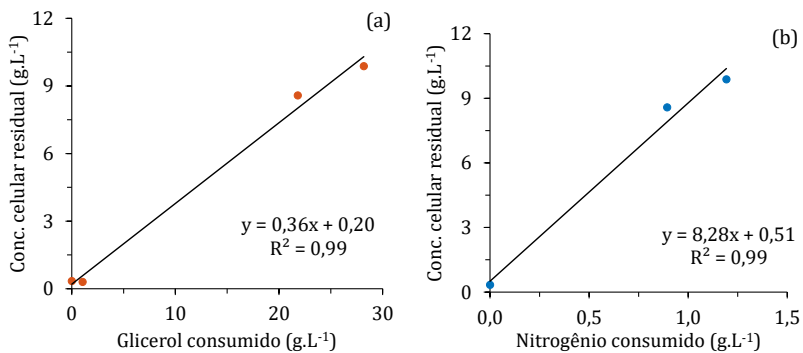 (a)
Conc. celular residual (g.L⁻¹)
12
9
6
3
0
y = 0,36x + 0,20
R² = 0,99
0 10 20 30
Glicerol consumido (g.L⁻¹)
(b)
Conc. celular residual (g.L⁻¹)
12
9
6
3
0
y = 8,28x + 0,51
R² = 0,99
0,0 0,5 1,0 1,5
Nitrogênio consumido (g.L⁻¹)